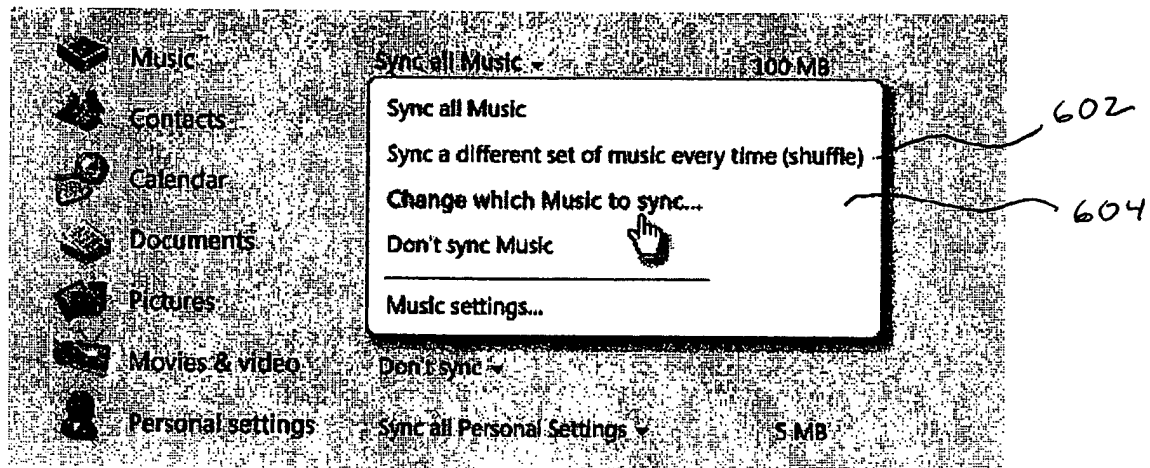 Music Sync all Music 100 MB
Contacts
Calendar
Documents
Pictures
Sync all Music
Sync a different set of music every time (shuffle)
Change which Music to sync...
Don't sync Music
Music settings...
602
604
Movies & video Don't sync
Personal settings Sync all Personal Settings 5 MB